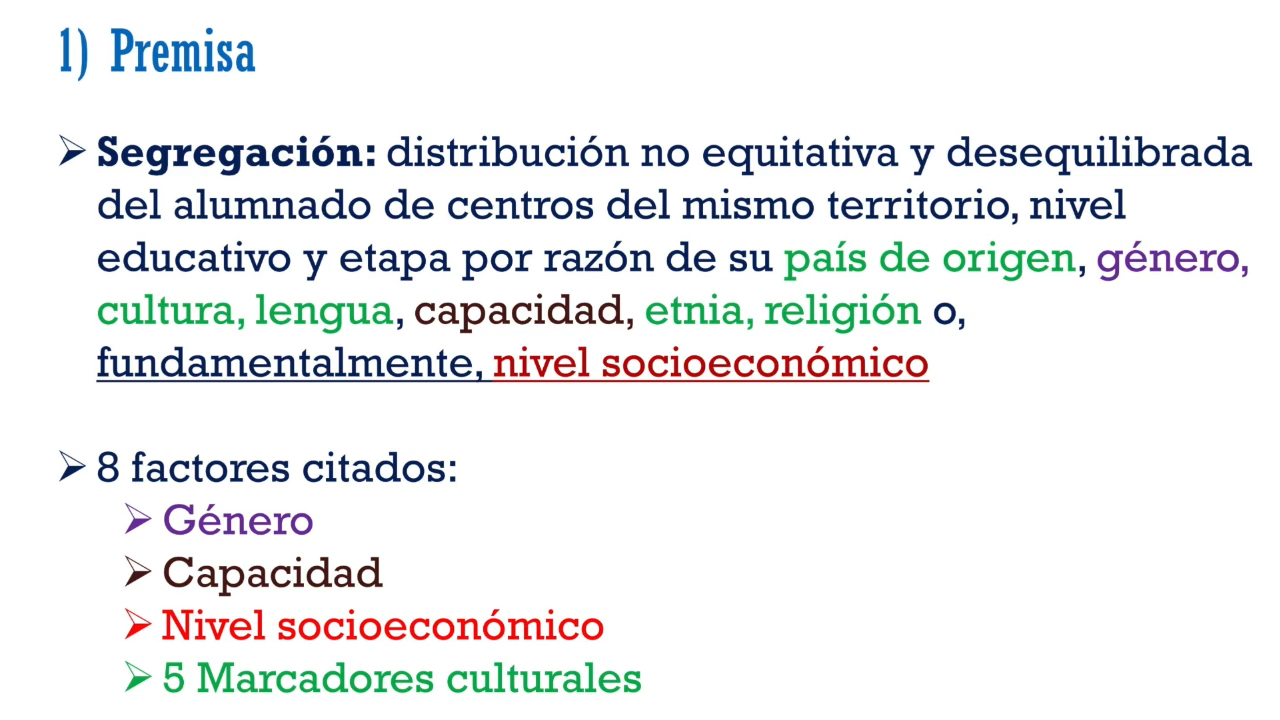 1) Premisa
Segregación: distribución no equitativa y desequilibrada
del alumnado de centros del mismo territorio, nivel
educativo y etapa por razón de su país de origen, género,
cultura, lengua, capacidad, etnia, religión o,
fundamentalmente, nivel socioeconómico
8 factores citados:
Género
Capacidad
Nivel socioeconómico
5 Marcadores culturales